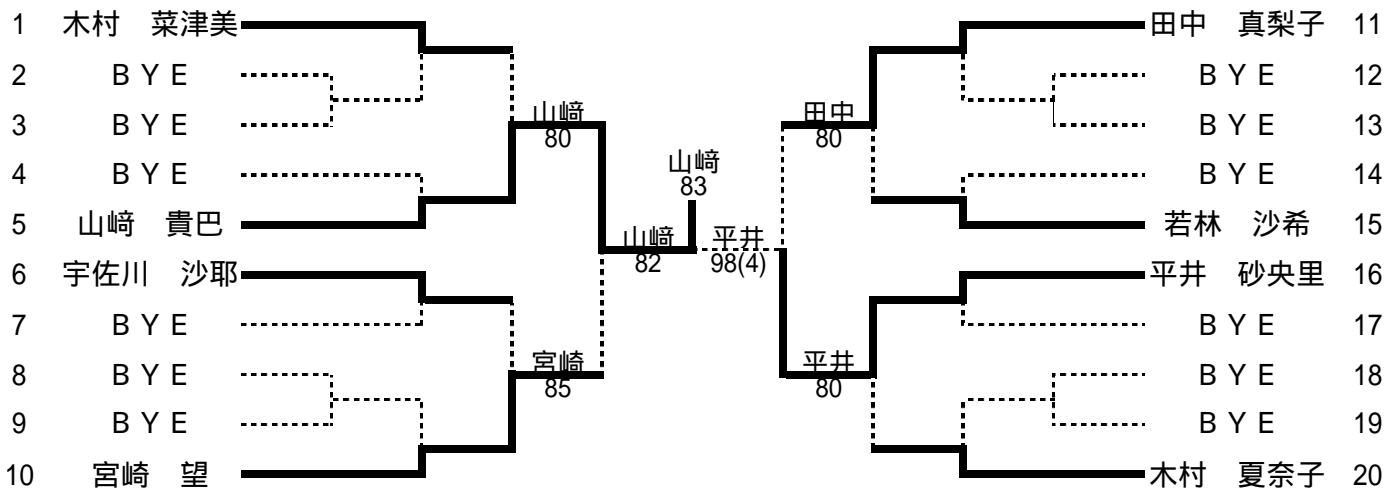 1 木村　菜津美
2 ＢＹＥ
3 ＢＹＥ
4 ＢＹＥ
5 山﨑　貴巴
6 宇佐川　沙耶
7 ＢＹＥ
8 ＢＹＥ
9 ＢＹＥ
10 宮崎　望
山﨑
80
宮崎
85
山﨑
82
山﨑
83
平井
98(4)
田中
80
平井
80
田中　真梨子 11
ＢＹＥ 12
ＢＹＥ 13
ＢＹＥ 14
若林　沙希 15
平井　砂央里 16
ＢＹＥ 17
ＢＹＥ 18
ＢＹＥ 19
木村　夏奈子 20